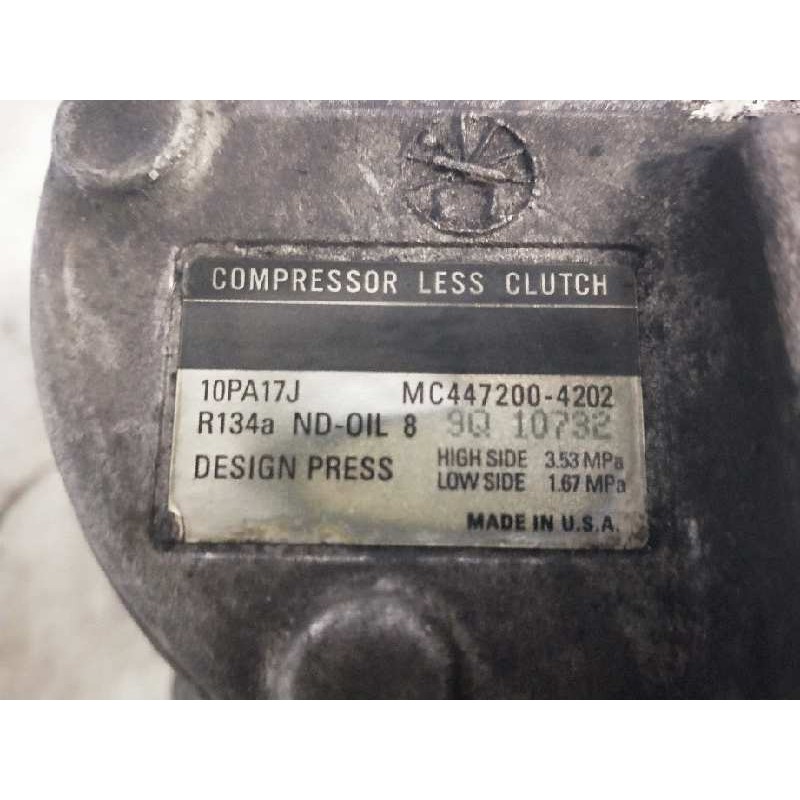 COMPRESSOR LESS CLUTCH
10PA17J MC447200-4202
R134a ND-OIL 8 9Q 10732
DESIGN PRESS HIGH SIDE 3.53 MPa
LOW SIDE 1.67 MPa
MADE IN U.S.A.